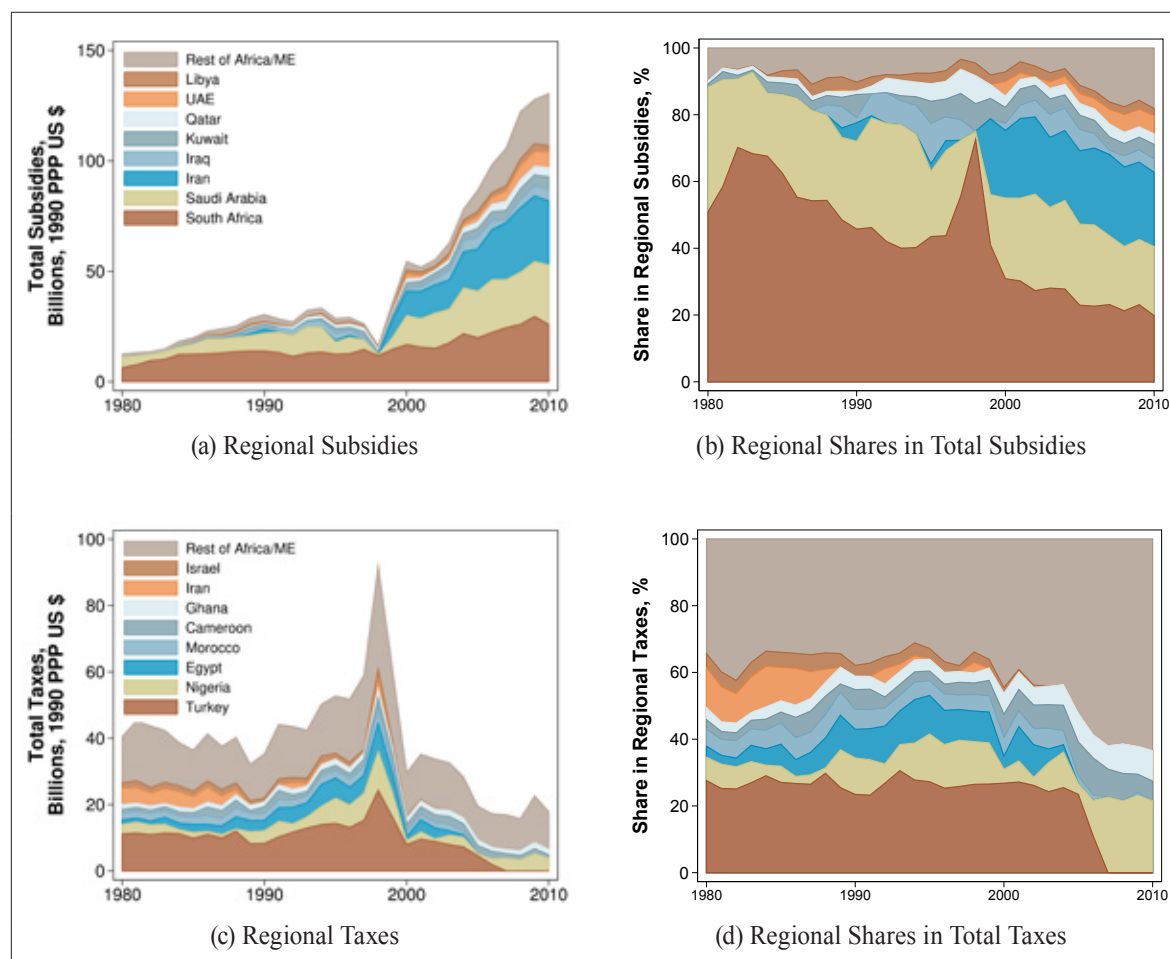 Total Subsidies,
Billions, 1990 PPP US $
150
100
50
0
1980
1990
2000
2010
Rest of Africa/ME
Libya
UAE
Qatar
Kuwait
Iraq
Iran
Saudi Arabia
South Africa
(a) Regional Subsidies
Share in Regional Subsidies, %
100
80
60
40
20
0
1980
1990
2000
2010
(b) Regional Shares in Total Subsidies
Total Taxes,
Billions, 1990 PPP US $
100
80
60
40
20
0
1980
1990
2000
2010
Rest of Africa/ME
Israel
Iran
Ghana
Cameroon
Morocco
Egypt
Nigeria
Turkey
(c) Regional Taxes
Share in Regional Taxes, %
100
80
60
40
20
0
1980
1990
2000
2010
(d) Regional Shares in Total Taxes